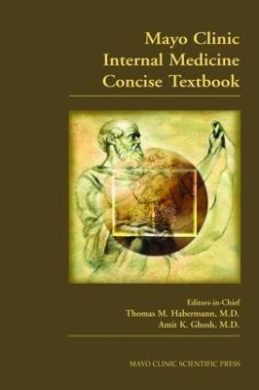 Mayo Clinic
Internal Medicine
Concise Textbook
Editors-in-Chief
Thomas M. Habermann, M.D.
Amit K. Ghosh, M.D.
MAYO CLINIC SCIENTIFIC PRESS